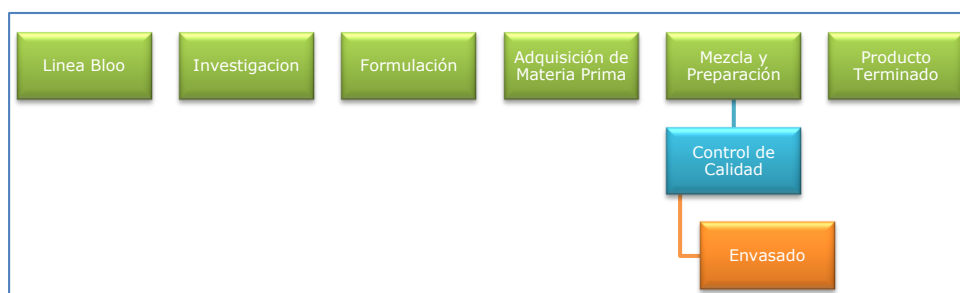 Linea Bloo
Investigacion
Formulación
Adquisición de
Materia Prima
Mezcla y
Preparación
Producto
Terminado
Control de
Calidad
Envasado